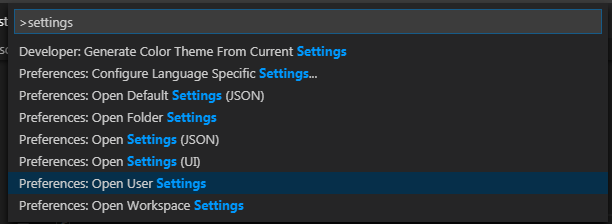 >settings
Developer: Generate Color Theme From Current Settings
Preferences: Configure Language Specific Settings...
Preferences: Open Default Settings (JSON)
Preferences: Open Folder Settings
Preferences: Open Settings (JSON)
Preferences: Open Settings (UI)
Preferences: Open User Settings
Preferences: Open Workspace Settings